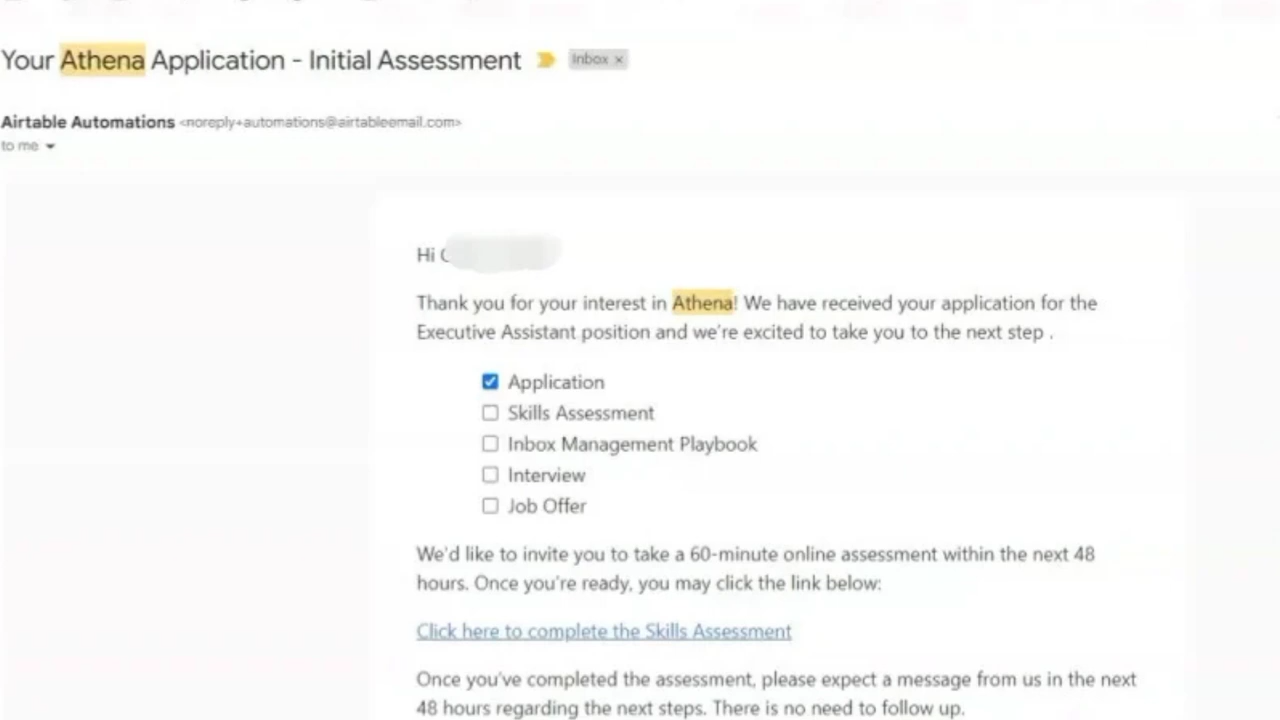 Your Athena Application - Initial Assessment Inbox ×
Airtable Automations <noreply+automations@airtableemail.com>
to me
Hi
Thank you for your interest in Athena! We have received your application for the
Executive Assistant position and we're excited to take you to the next step .
Application
Skills Assessment
Inbox Management Playbook
Interview
Job Offer
We'd like to invite you to take a 60-minute online assessment within the next 48
hours. Once you're ready, you may click the link below:
Click here to complete the Skills Assessment
Once you've completed the assessment, please expect a message from us in the next
48 hours regarding the next steps. There is no need to follow up.